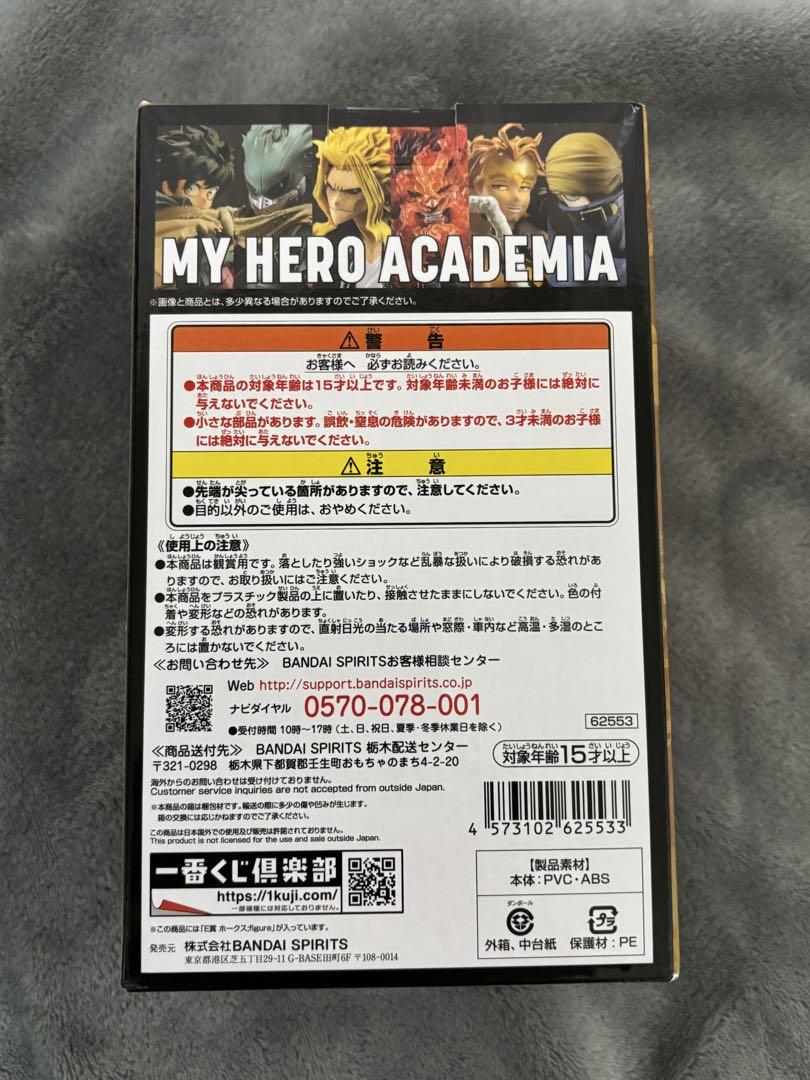 MY HERO ACADEMIA
※画像と商品とは、多少異なる場合がありますのでご了承ください。
⚠警告
お客様へ 必ずお読みください。
●本商品の対象年齢は15才以上です。対象年齢未満のお子様には絶対に
与えないでください。
●小さな部品があります。誤飲・窒息の危険がありますので、3才未満のお子様
には絶対に与えないでください。
⚠注意
●先端が尖っている箇所がありますので、注意してください。
●目的以外のご使用は、おやめください。
《使用上の注意》
●本商品は観賞用です。落としたり強いショックなど乱暴な扱いにより破損する恐れがあ
りますので、お取り扱いにはご注意ください。
●本商品をプラスチック製品の上に置いたり、接触させたままにしないでください。色の付
着や変形などの恐れがあります。
●変形する恐れがありますので、直射日光の当たる場所や窓際・車内など高温・多湿のとこ
ろには置かないでください。
≪お問い合わせ先≫ BANDAI SPIRITSお客様相談センター
Web http://support.bandaispirits.co.jp
ナビダイヤル 0570-078-001
●受付時間 10時～17時(土、日、祝日、夏季・冬季休業日を除く)
62553
≪商品送付先≫ BANDAI SPIRITS 栃木配送センター
〒321-0298 栃木県下都賀郡壬生町おもちゃのまち4-2-20
対象年齢15才以上
海外からのお問い合わせは受け付けておりません。
Customer service inquiries are not accepted from outside Japan.
※本商品の箱は梱包材です。輸送の際に多少の傷や凹みが生じます。
箱の交換には応じかねますのでご了承ください。
この商品は日本国外での使用及び販売は許諾されておりません。
This product is not licensed for the use and sale outside Japan.
4 573102 625533
一番くじ倶楽部
https://1kuji.com/
一部機種には対応しておりません。
【製品素材】
本体:PVC・ABS
ダンボール
プラ
外箱、中台紙 保護材:PE
※この商品には「E賞 ホークス;figure」が入っています。
発売元 株式会社BANDAI SPIRITS
東京都港区芝五丁目29-11 G-BASE田町6F 〒108-0014